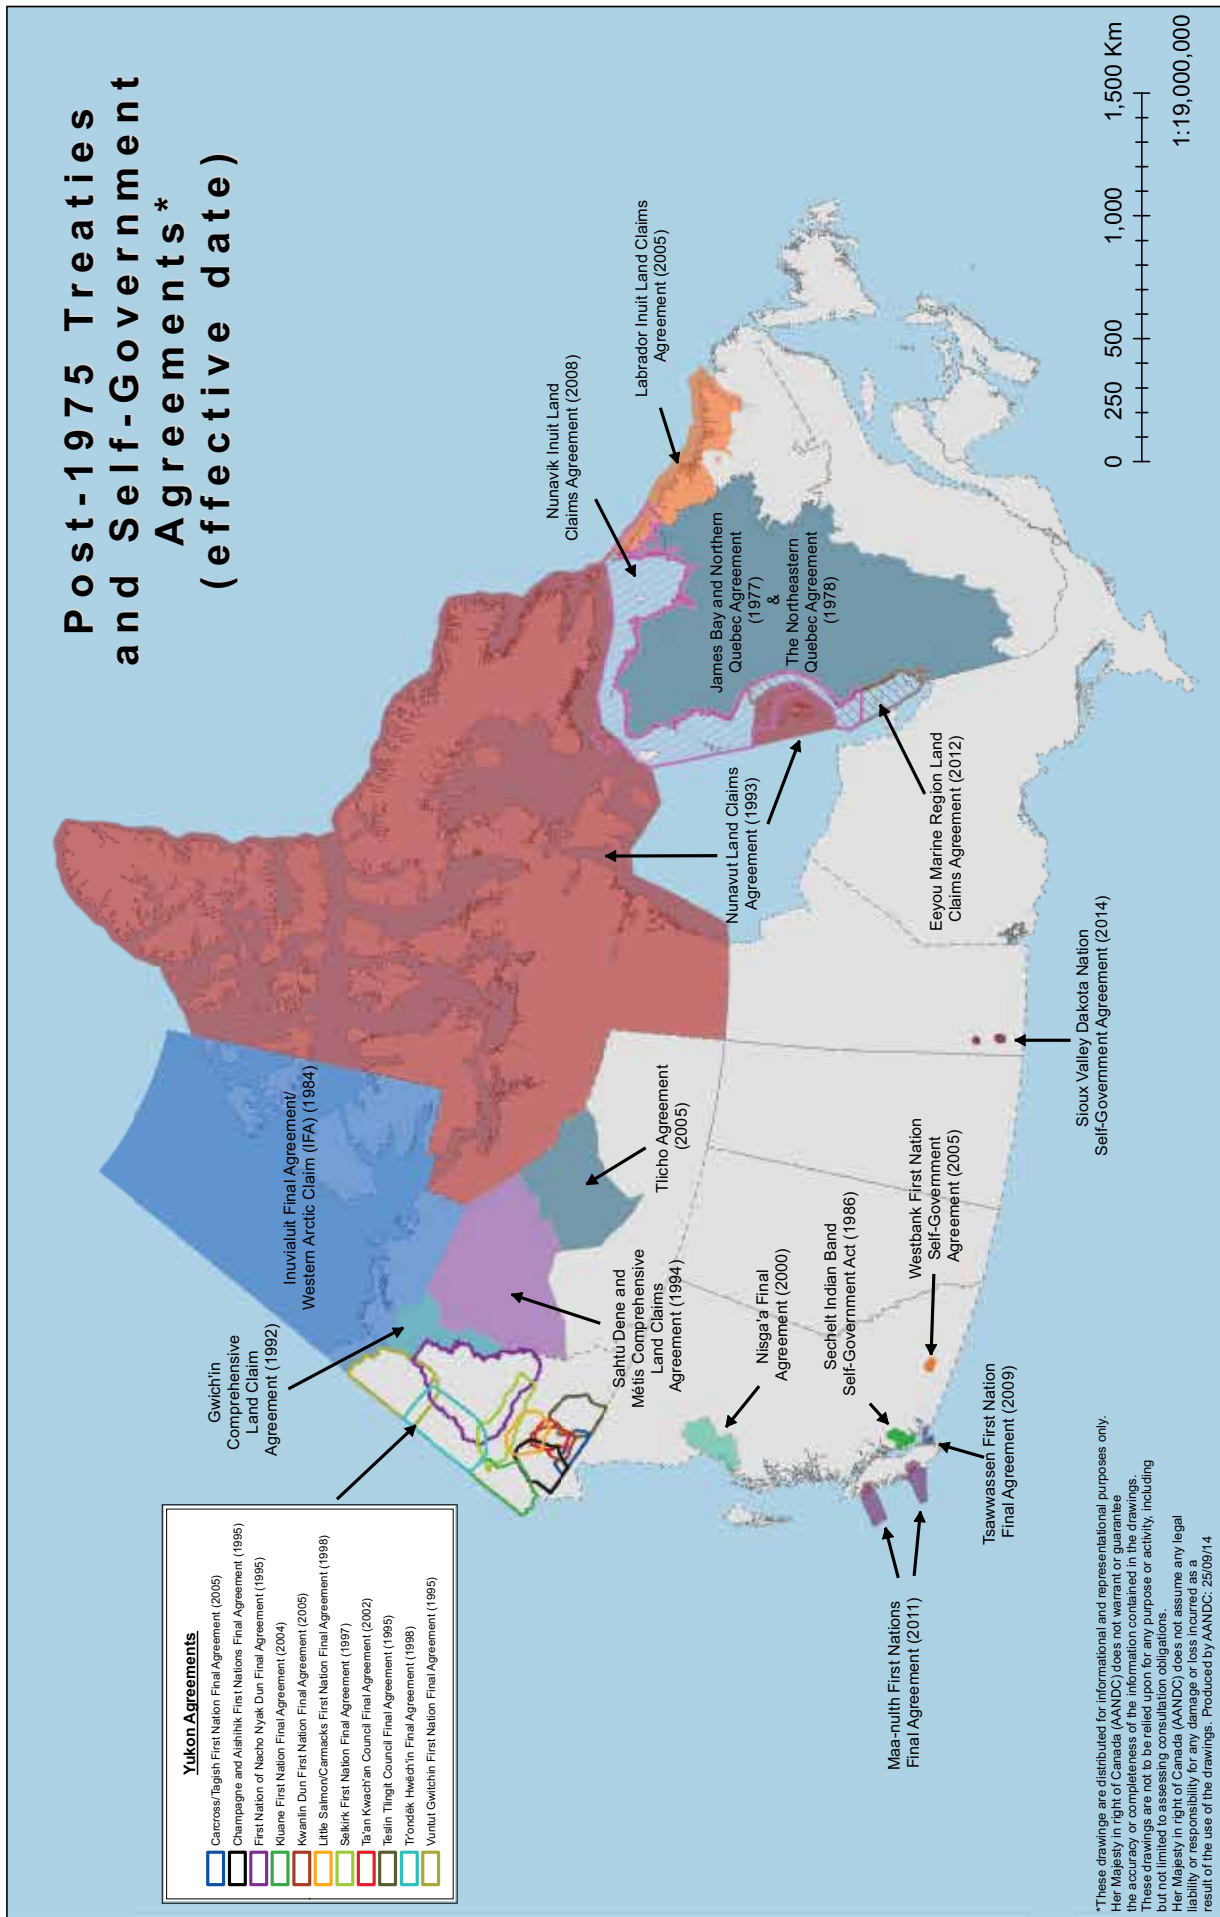 Post-1975 Treaties
and Self-Government
Agreements*
(effective date)
Yukon Agreements
Carcross/Tagish First Nation Final Agreement (2005)
Champagne and Aishihik First Nations Final Agreement (1995)
First Nation of Nacho Nyak Dun Final Agreement (1995)
Kluane First Nation Final Agreement (2004)
Kwanlin Dun First Nation Final Agreement (2005)
Little Salmon/Carmacks First Nation Final Agreement (1998)
Selkirk First Nation Final Agreement (1997)
Ta'an Kwach'an Council Final Agreement (2002)
Teslin Tlingit Council Final Agreement (1995)
Tr'ondëk Hwëch'in Final Agreement (1998)
Vuntut Gwitchin First Nation Final Agreement (1995)
Gwich'in
Comprehensive
Land Claim
Agreement (1992)
Inuvialuit Final Agreement/
Western Arctic Claim (IFA) (1984)
Nunavik Inuit Land
Claims Agreement (2008)
Labrador Inuit Land Claims
Agreement (2005)
Sahtu Dene and
Métis Comprehensive
Land Claims
Agreement (1994)
Tlicho Agreement
(2005)
Nunavut Land Claims
Agreement (1993)
James Bay and Northern
Quebec Agreement
(1977)
&
The Northeastern
Quebec Agreement
(1978)
Nisga'a Final
Agreement (2000)
Sechelt Indian Band
Self-Government Act (1986)
Westbank First Nation
Self-Government
Agreement (2005)
Eeyou Marine Region Land
Claims Agreement (2012)
Maa-nulth First Nations
Final Agreement (2011)
Tsawwassen First Nation
Final Agreement (2009)
Sioux Valley Dakota Nation
Self-Government Agreement (2014)
0 250 500 1,000 1,500 Km
1:19,000,000
*These drawinge are distributed for informational and representational purposes only.
Her Majesty in right of Canada (AANDC) does not warrant or guarantee
the accuracy or completeness of the information contained in the drawings.
These drawings are not to be relied upon for any purpose or activity, including
but not limited to assessing consultation obligations.
Her Majesty in right of Canada (AANDC) does not assume any legal
liability or responsibility for any damage or loss incurred as a
result of the use of the drawings. Produced by AANDC: 25/09/14